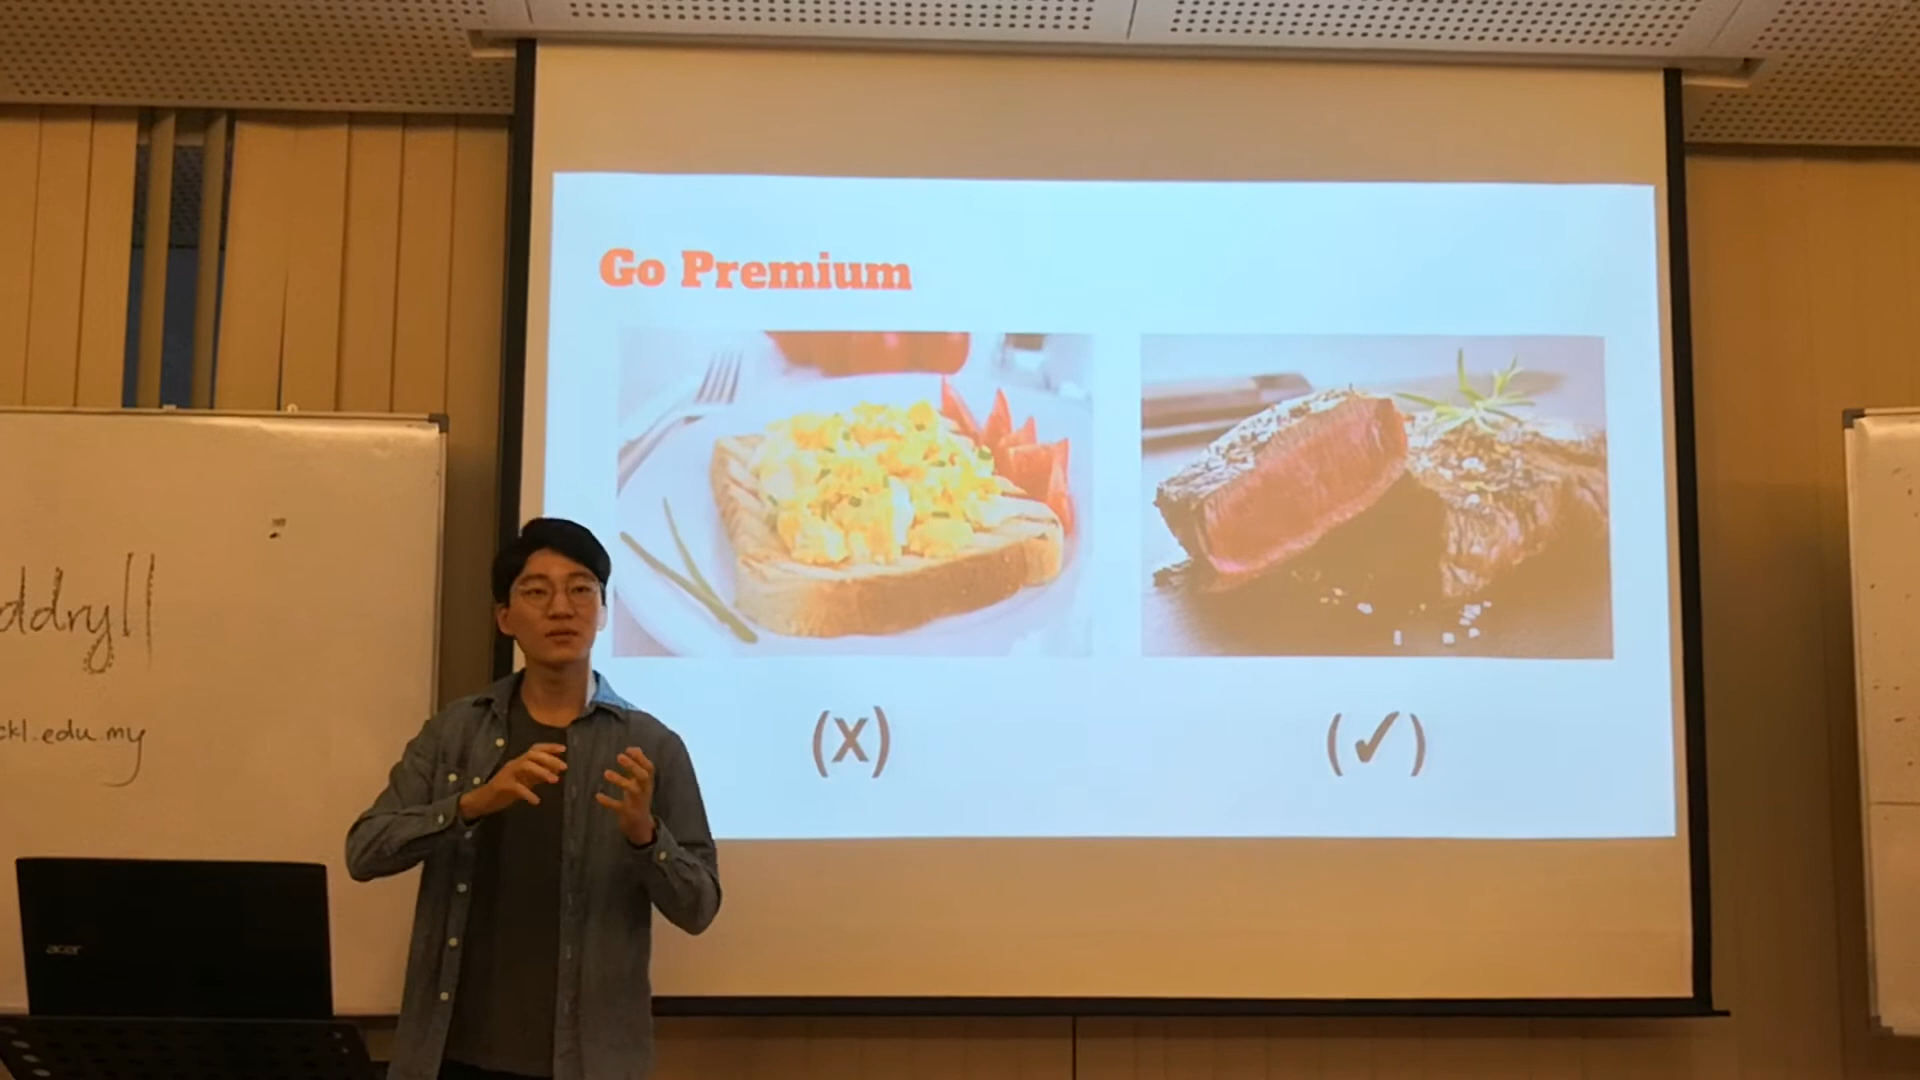 Go Premium
(x)
(✓)
ddryll
ckl.edu.my
acer